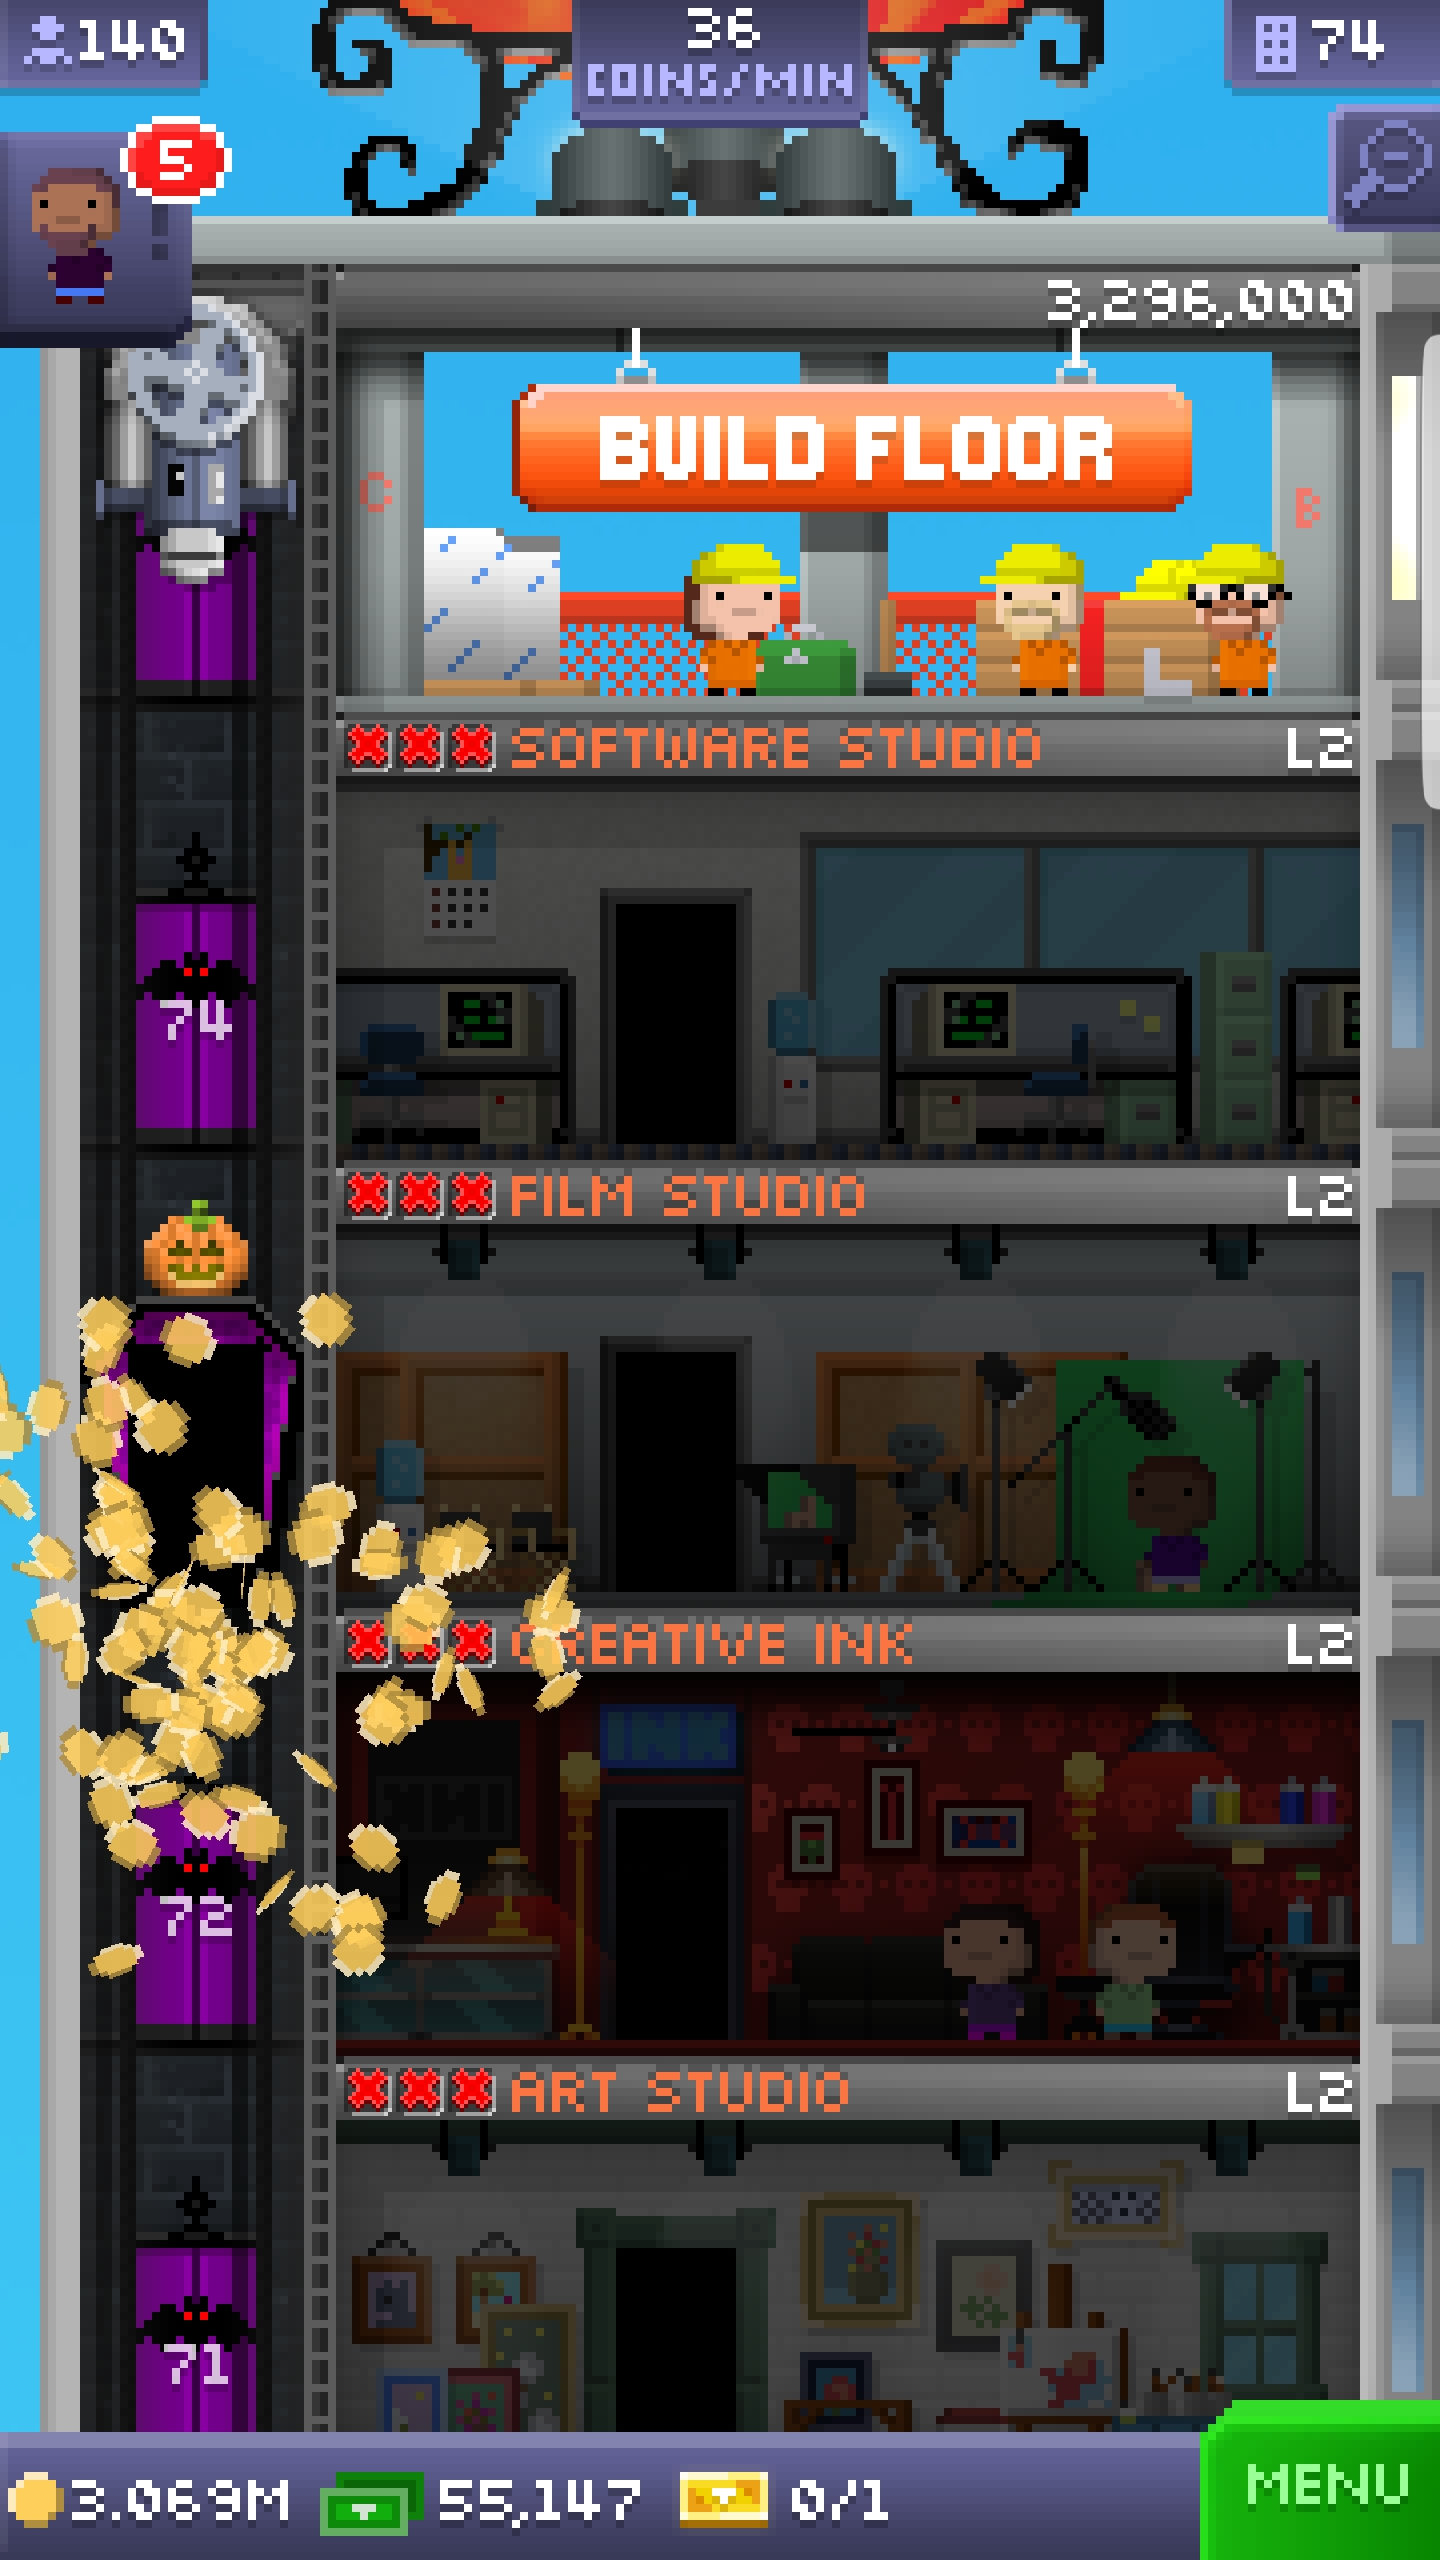 140
36
COINS/MIN
74
5
3,296,000
BUILD FLOOR
C
B
SOFTWARE STUDIO L2
74
FILM STUDIO L2
CREATIVE INK L2
INK
72
ART STUDIO L2
71
3.069M 55,147 0/1
MENU